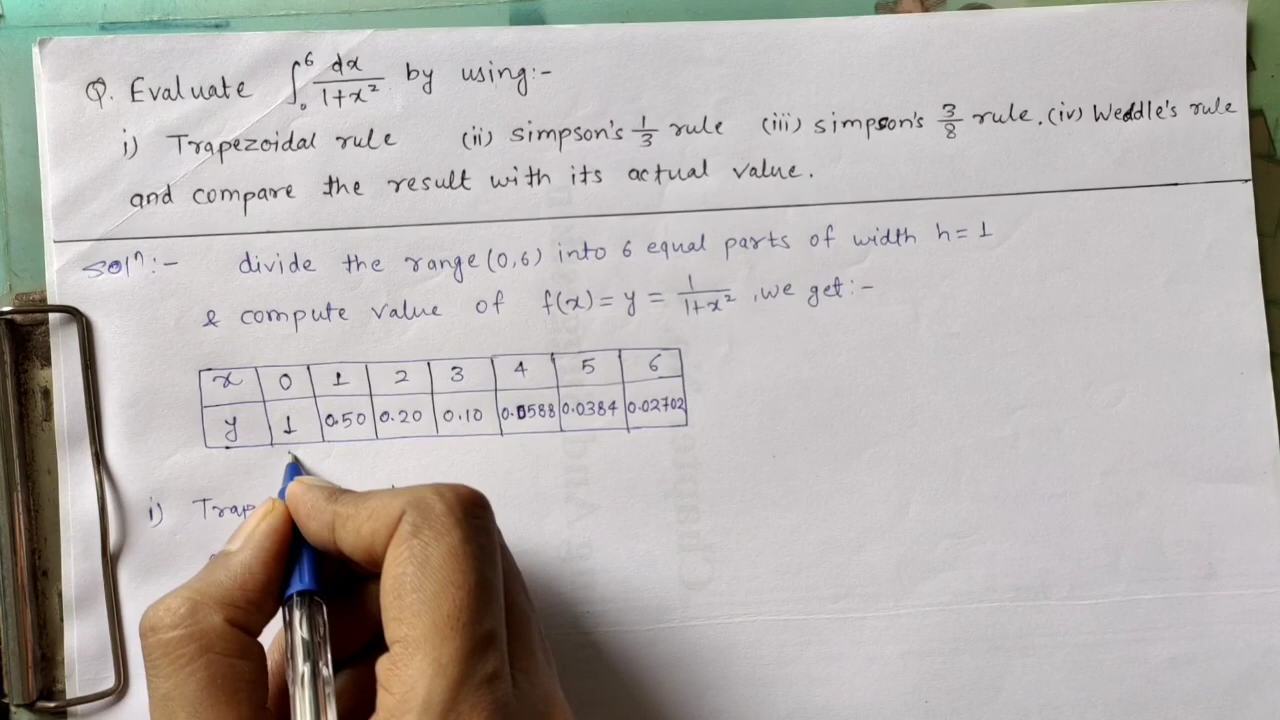 Q. Evaluate ∫₀⁶ dx/(1+x²) by using:-
i) Trapezoidal rule (ii) simpson's 1/3 rule (iii) simpson's 3/8 rule. (iv) Weddle's rule
and compare the result with its actual value.
Solⁿ:- divide the range (0,6) into 6 equal parts of width h=1
& compute value of f(x)= y = 1/(1+x²), we get:-
x 0 1 2 3 4 5 6
y 1 0.50 0.20 0.10 0.0588 0.0384 0.02702
i) Trap